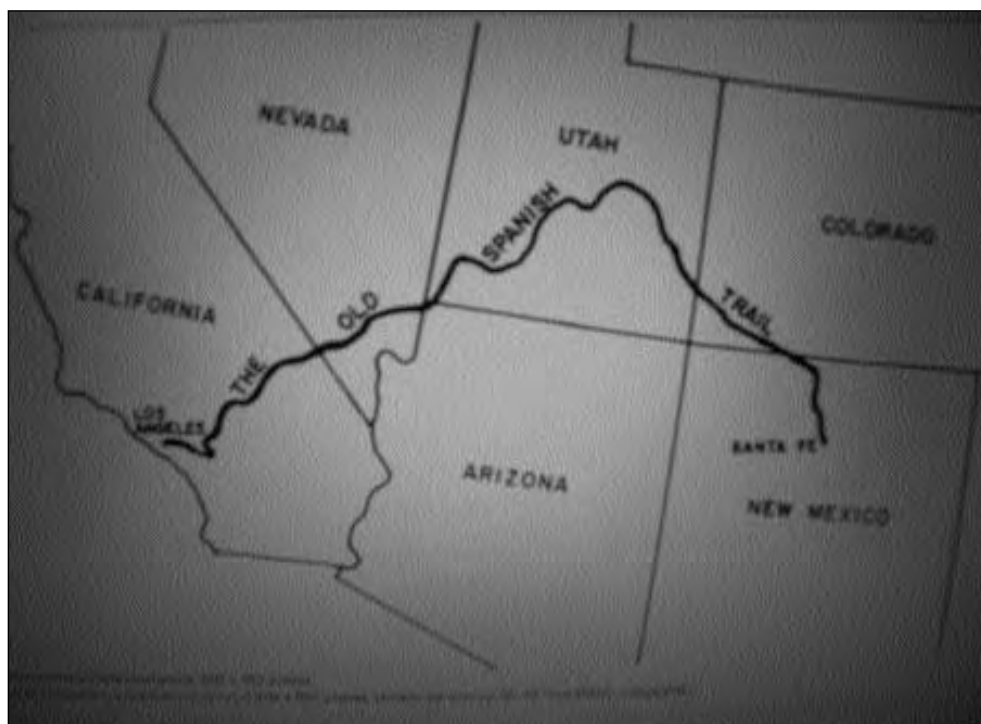 NEVADA
UTAH
COLORADO
CALIFORNIA
THE OLD SPANISH TRAIL
LOS
ANGELES
SANTA FE
ARIZONA
NEW MEXICO